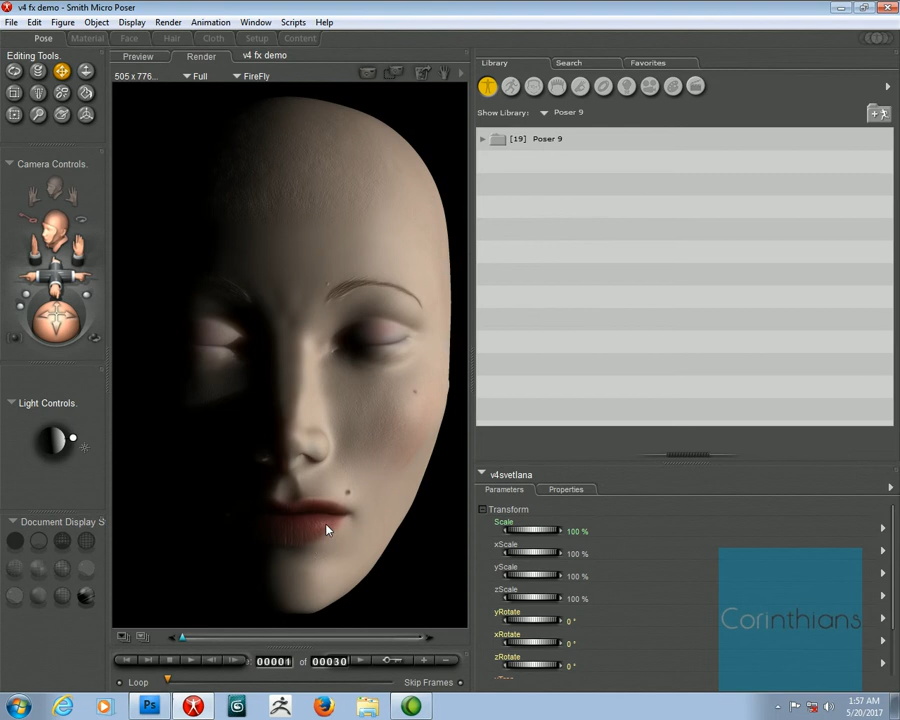 v4 fx demo - Smith Micro Poser
File Edit Figure Object Display Render Animation Window Scripts Help
Pose Material Face Hair Cloth Setup Content
Editing Tools.
Preview Render v4 fx demo
505 x 776... Full FireFly
Library Search Favorites
Show Library: Poser 9
[19] Poser 9
Camera Controls.
Light Controls.
Document Display S
v4svetlana
Parameters Properties
Transform
Scale
100 %
xScale
100 %
yScale
100 %
zScale
100 %
yRotate
0 °
xRotate
0 °
zRotate
0 °
Corinthians
00001 of 00030
Loop Skip Frames
Ps
1:57 AM
5/20/2017